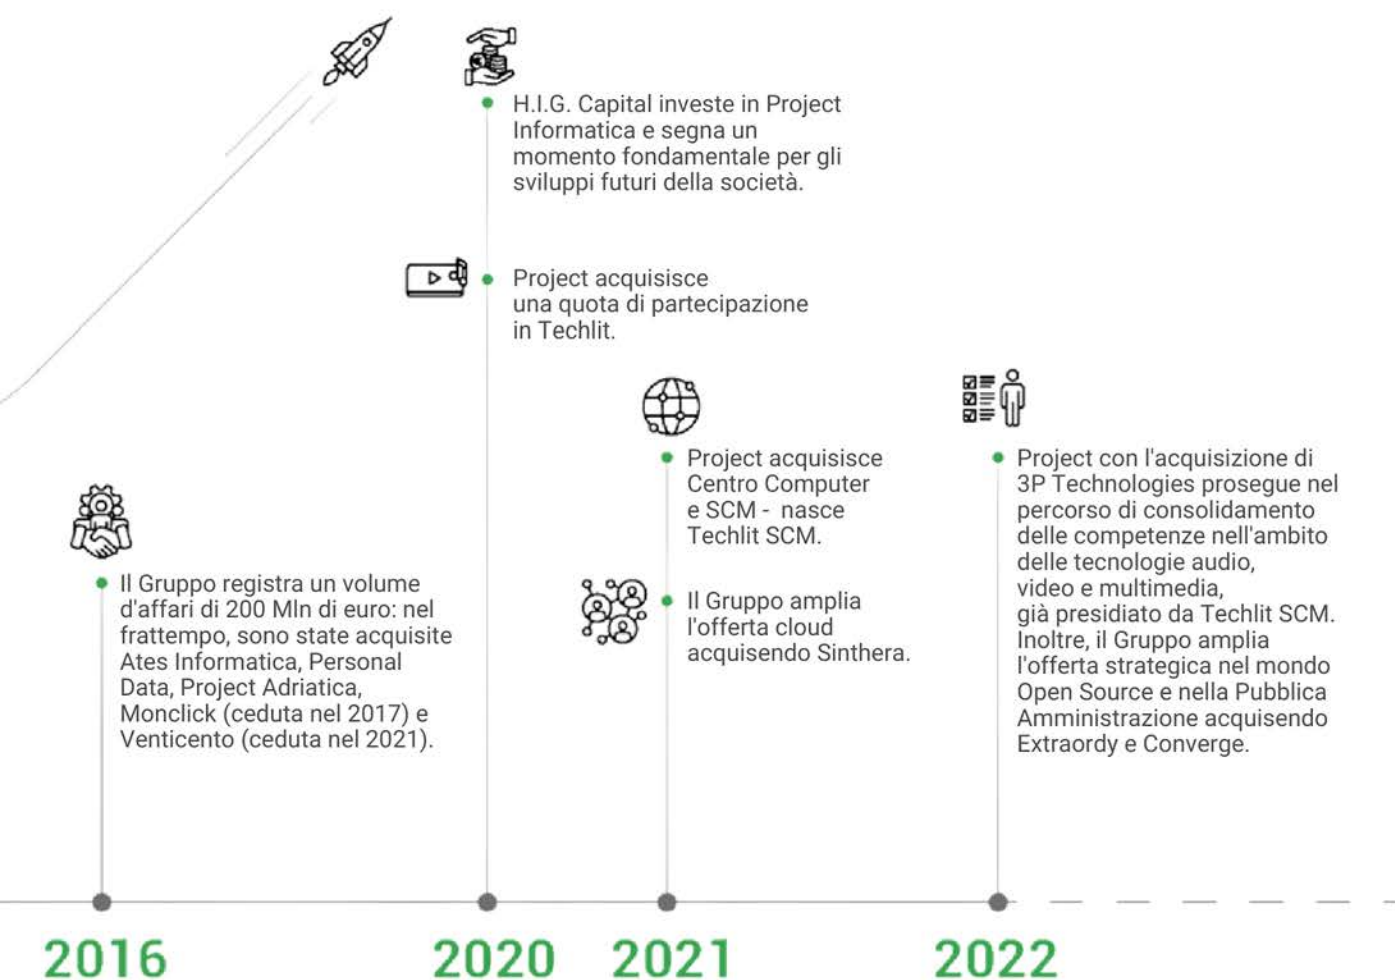 H.I.G. Capital investe in Project
Informatica e segna un
momento fondamentale per gli
sviluppi futuri della società.
Project acquisisce
una quota di partecipazione
in Techlit.
Project acquisisce
Centro Computer
e SCM -  nasce
Techlit SCM.
Il Gruppo amplia
l'offerta cloud
acquisendo Sinthera.
Project con l'acquisizione di
3P Technologies prosegue nel
percorso di consolidamento
delle competenze nell'ambito
delle tecnologie audio,
video e multimedia,
già presidiato da Techlit SCM.
Inoltre, il Gruppo amplia
l'offerta strategica nel mondo
Open Source e nella Pubblica
Amministrazione acquisendo
Extraordy e Converge.
Il Gruppo registra un volume
d'affari di 200 Mln di euro: nel
frattempo, sono state acquisite
Ates Informatica, Personal
Data, Project Adriatica,
Monclick (ceduta nel 2017) e
Venticento (ceduta nel 2021).
2016
2020
2021
2022